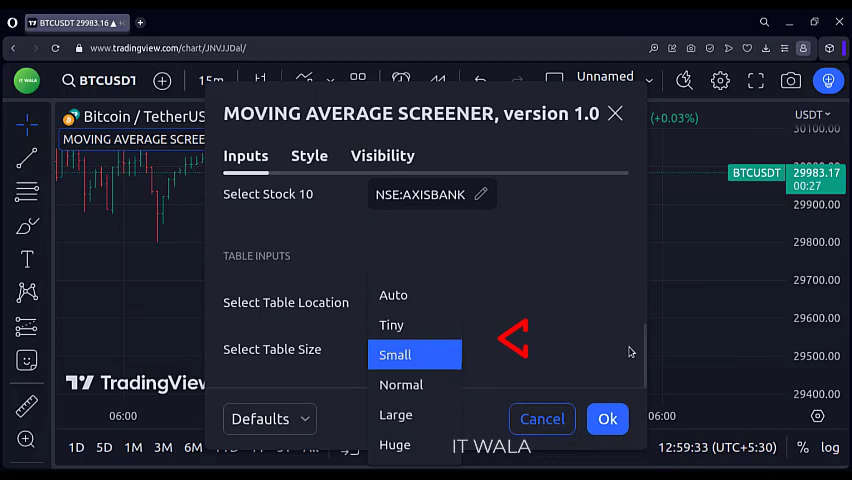 BTCUSDT 29983.16 ▲
www.tradingview.com/chart/JNVJJDal/
IT WALA
BTCUSDT
15m
Unnamed
Bitcoin / TetherUS
(+0.03%)
USDT
MOVING AVERAGE SCREENER, version 1.0
Inputs Style Visibility
Select Stock 10 NSE:AXISBANK
TABLE INPUTS
Select Table Location
Select Table Size
Auto
Tiny
Small
Normal
Large
Huge
Defaults
Cancel
Ok
IT WALA
TradingView
30100.00
BTCUSDT 29983.17
00:27
29900.00
29800.00
29700.00
29600.00
29500.00
29400.00
06:00
06:00
1D 5D 1M 3M 6M
12:59:33 (UTC+5:30) % log